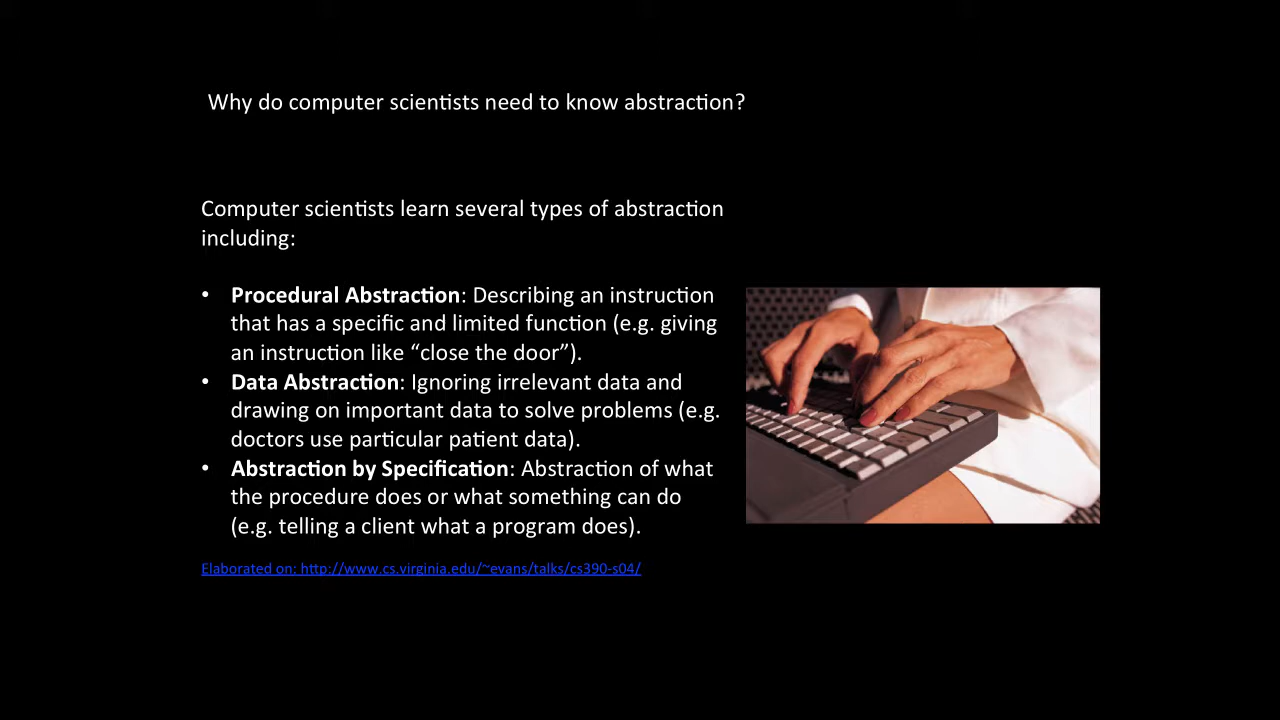 Why do computer scientists need to know abstraction?
Computer scientists learn several types of abstraction
including:
• Procedural Abstraction: Describing an instruction
that has a specific and limited function (e.g. giving
an instruction like “close the door”).
• Data Abstraction: Ignoring irrelevant data and
drawing on important data to solve problems (e.g.
doctors use particular patient data).
• Abstraction by Specification: Abstraction of what
the procedure does or what something can do
(e.g. telling a client what a program does).
Elaborated on: http://www.cs.virginia.edu/~evans/talks/cs390-s04/